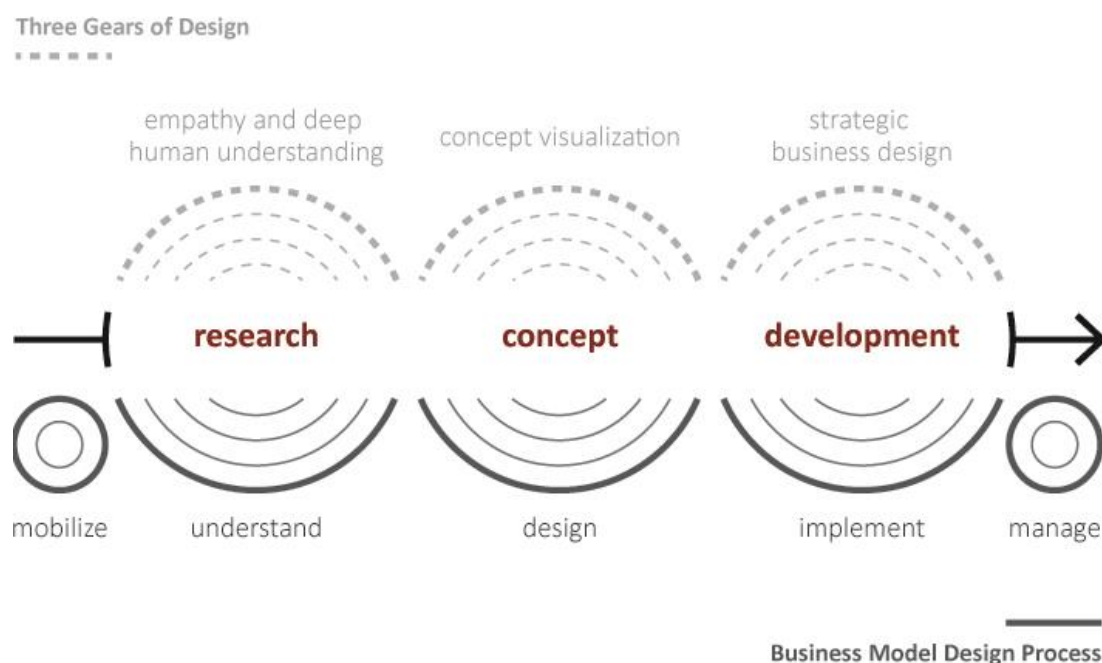 Three Gears of Design
empathy and deep
human understanding
concept visualization
strategic
business design
research
concept
development
mobilize
understand
design
implement
manage
Business Model Design Process